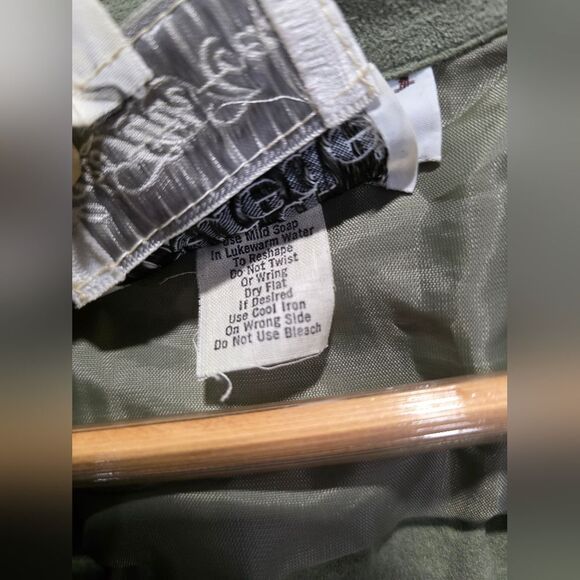 Use Mild Soap
In Lukewarm Water
To Reshape
Do Not Twist
Or Wring
Dry Flat
If Desired
Use Cool Iron
On Wrong Side
Do Not Use Bleach